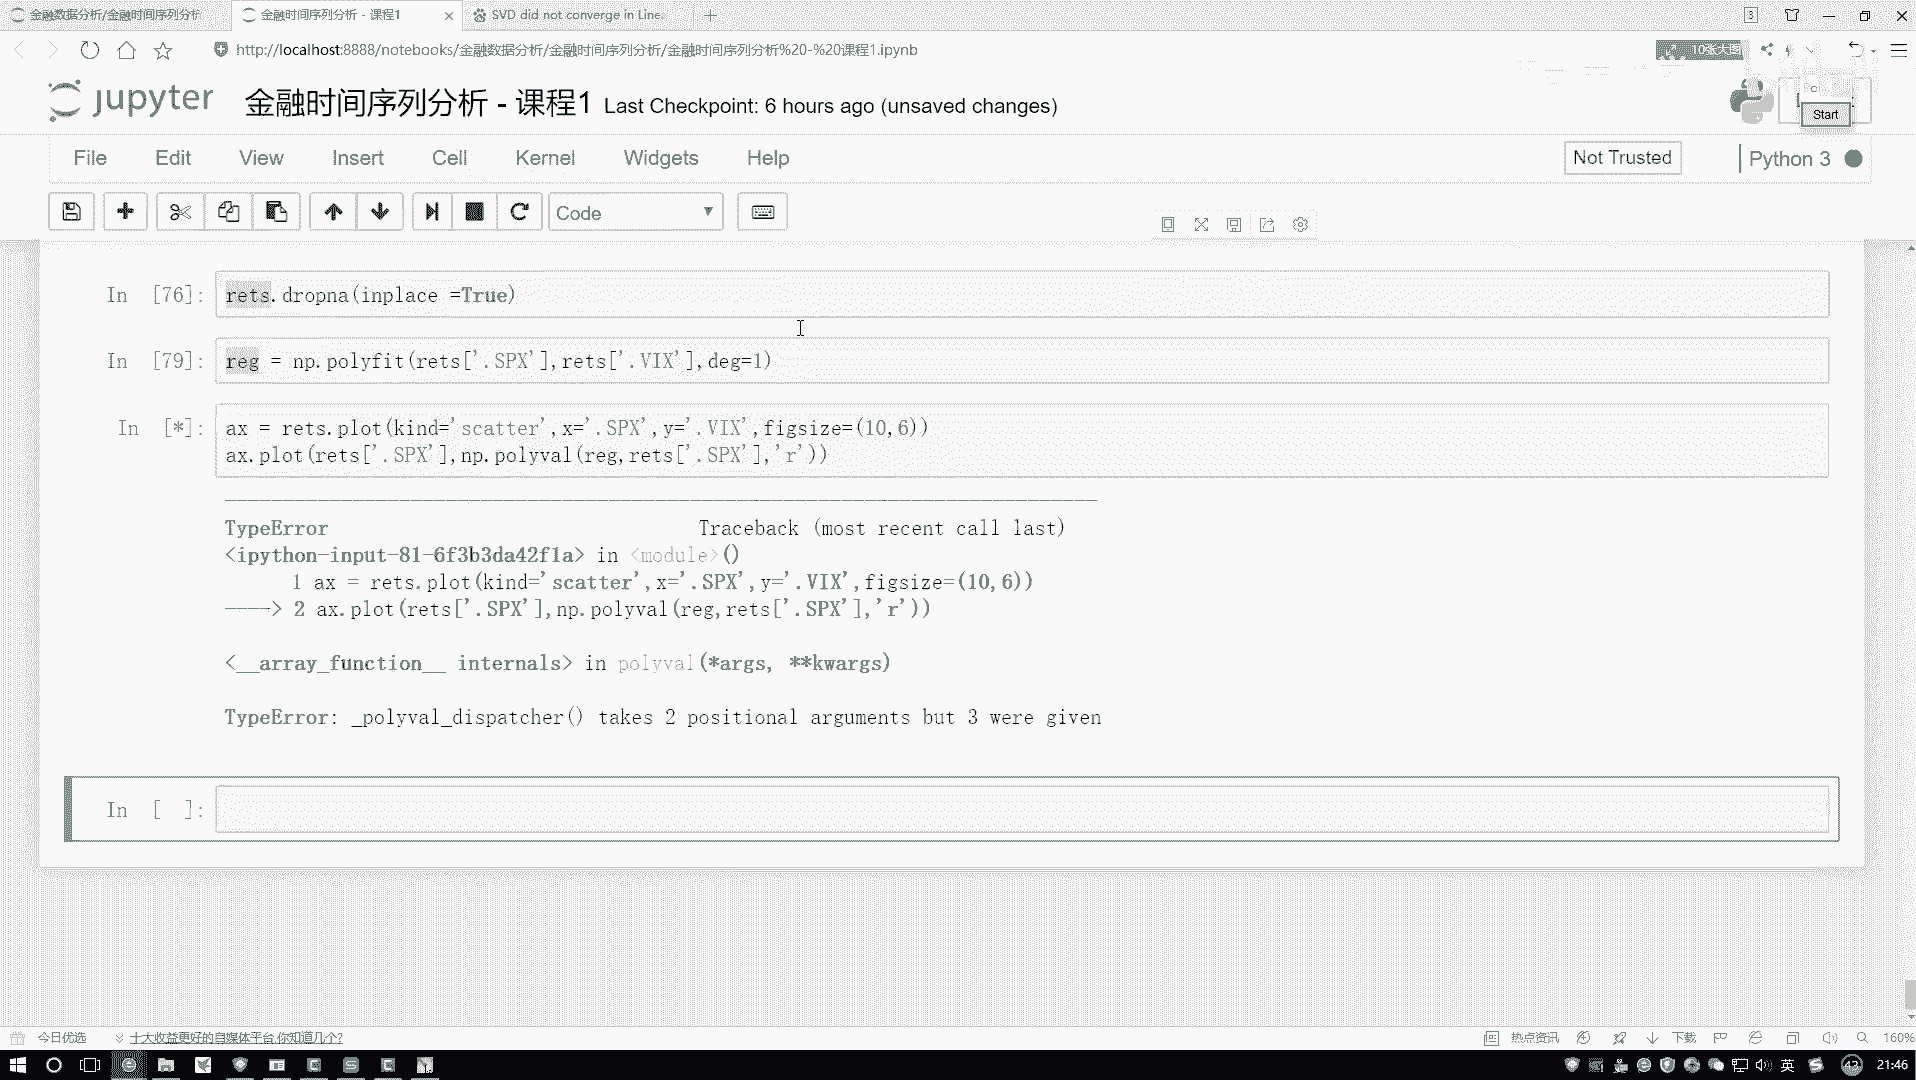 金融数据分析/金融时间序列分析
金融时间序列分析 - 课程1
SVD did not converge in Line
3
http://localhost:8888/notebooks/金融数据分析/金融时间序列分析/金融时间序列分析%20-%20课程1.ipynb
10张大图
jupyter
金融时间序列分析 - 课程1
Last Checkpoint: 6 hours ago (unsaved changes)
Start
File Edit View Insert Cell Kernel Widgets Help
Not Trusted
Python 3
Code
In [76]: rets.dropna(inplace =True)
In [79]: reg = np.polyfit(rets['.SPX'],rets['.VIX'],deg=1)
In [*]: ax = rets.plot(kind='scatter',x='.SPX',y='.VIX',figsize=(10,6))
ax.plot(rets['.SPX'],np.polyval(reg,rets['.SPX'],'r'))
TypeError Traceback (most recent call last)
<ipython-input-81-6f3b3da42f1a> in <module>()
1 ax = rets.plot(kind='scatter',x='.SPX',y='.VIX',figsize=(10,6))
----> 2 ax.plot(rets['.SPX'],np.polyval(reg,rets['.SPX'],'r'))
<__array_function__ internals> in polyval(*args, **kwargs)
TypeError: _polyval_dispatcher() takes 2 positional arguments but 3 were given
In [ ]:
今日优选
十大收益更好的自媒体平台,你知道几个?
热点资讯
下载
160%
英
43
21:46